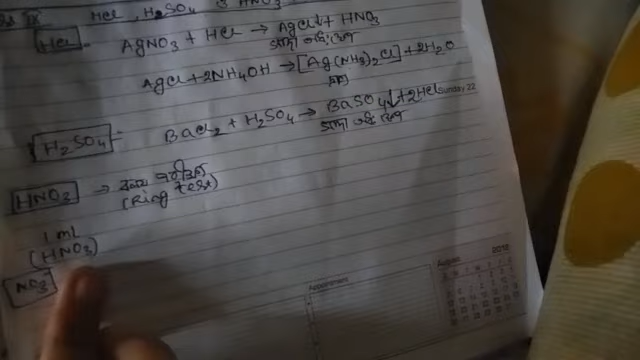 HCl, H₂SO₄ ও HNO₃
HCl.
AgNO₃ + HCl → AgCl↓ + HNO₃
সাদা অধঃক্ষেপ
AgCl + 2NH₄OH → [Ag(NH₃)₂Cl] + 2H₂O
H₂SO₄
BaCl₂ + H₂SO₄ → BaSO₄↓ + 2HCl
Sunday 22
সাদা অধঃক্ষেপ
HNO₃ → বলয় পরীক্ষা
(Ring test)
1 ml
(HNO₃)
NO₃
Appointment
August